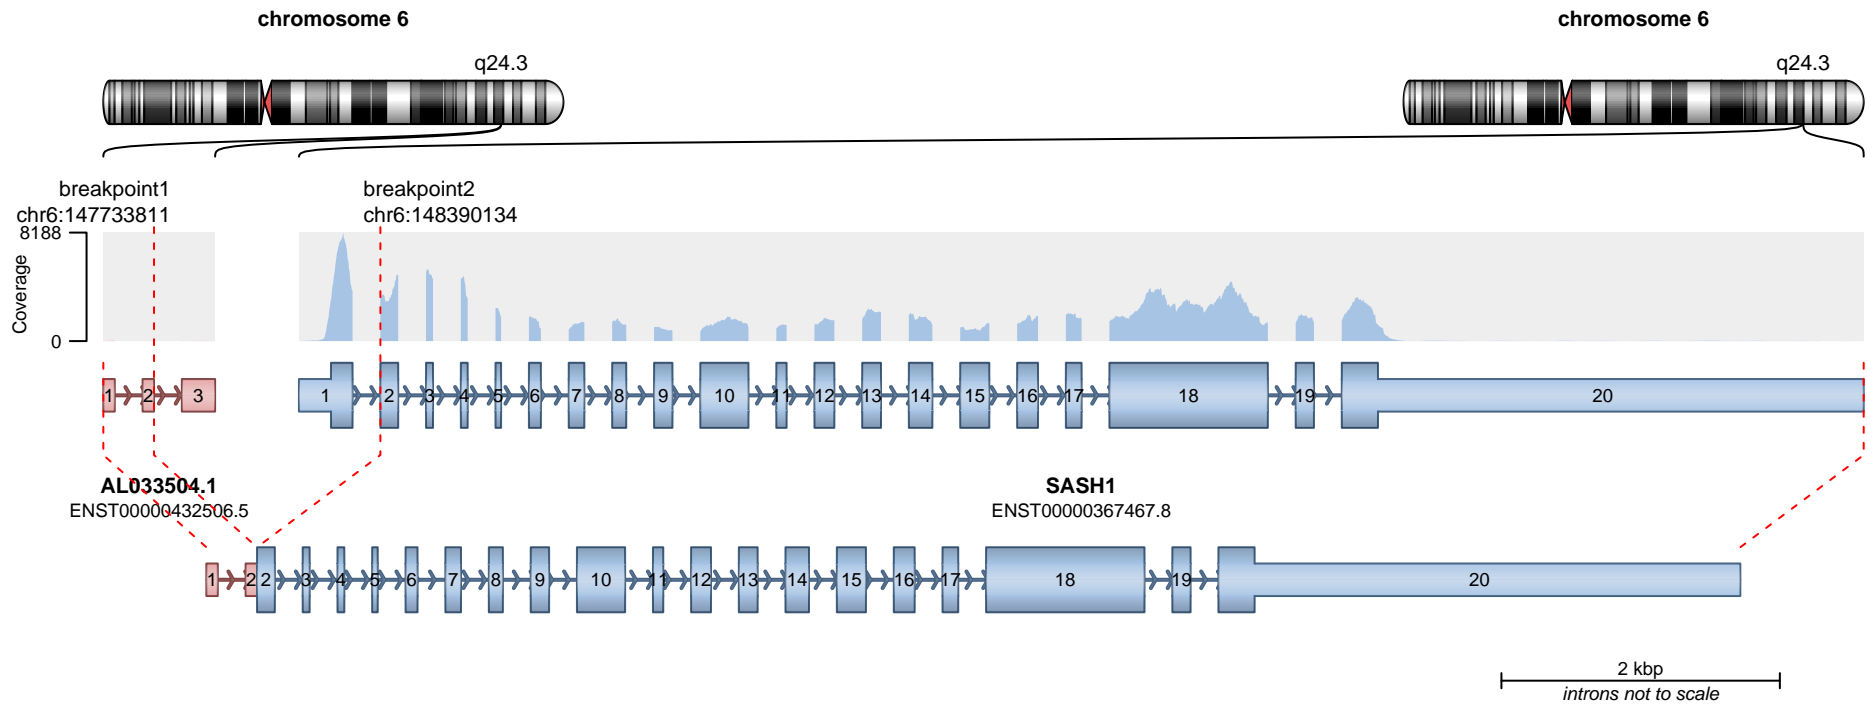 chromosome 6
chromosome 6
q24.3
q24.3
breakpoint1
chr6:147733811
breakpoint2
chr6:148390134
8188
Coverage
0
1 2 3
1 2 3 4 5 6 7 8 9 10 11 12 13 14 15 16 17 18 19 20
AL033504.1
ENST00000432506.5
SASH1
ENST00000367467.8
1 2 2 3 4 5 6 7 8 9 10 11 12 13 14 15 16 17 18 19 20
2 kbp
introns not to scale